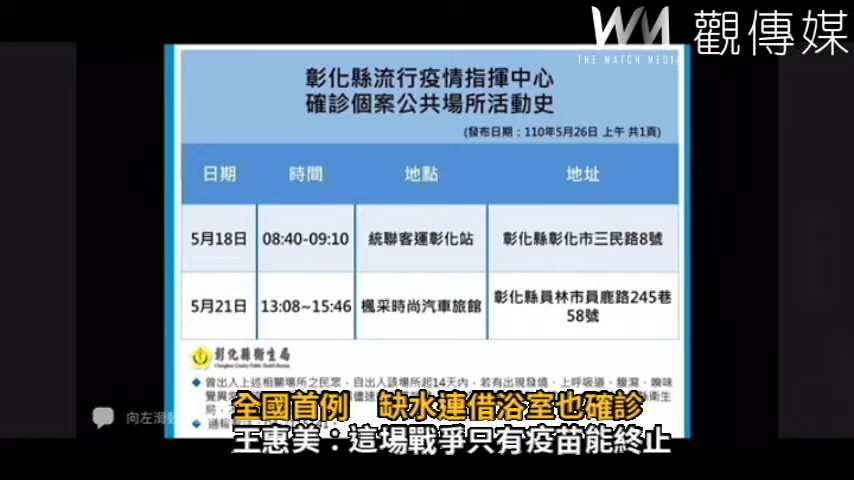 WM 觀傳媒
THE WATCH MEDIA
彰化縣流行疫情指揮中心
確診個案公共場所活動史
(發布日期：110年5月26日 上午 共1頁)
日期 時間 地點 地址
5月18日 08:40-09:10 統聯客運彰化站 彰化縣彰化市三民路8號
5月21日 13:08~15:46 楓采時尚汽車旅館 彰化縣員林市員鹿路245巷
58號
彰化縣衛生局
Changhua County Public Health Bureau
◆ 曾出入上述相關場所之民眾，自出入該場所起14天內，若有出現發燒、上呼吸道、腹瀉、嗅味
覺異
局，
◆ 通報
向左滑
全國首例 缺水連借浴室也確診
王惠美：這場戰爭只有疫苗能終止